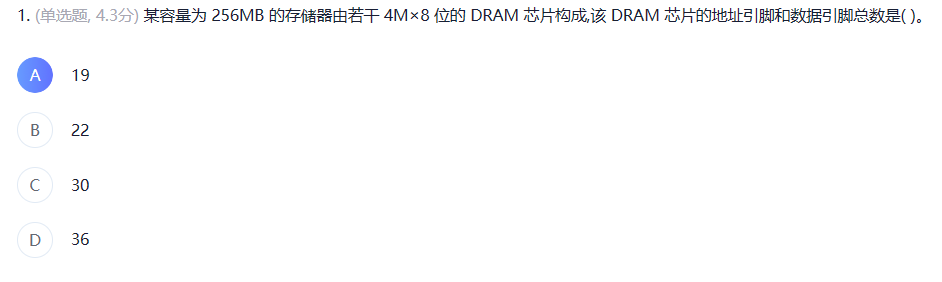 1. (单选题, 4.3分) 某容量为 256MB 的存储器由若干 4M×8 位的 DRAM 芯片构成,该 DRAM 芯片的地址引脚和数据引脚总数是( )。
A 19
B 22
C 30
D 36